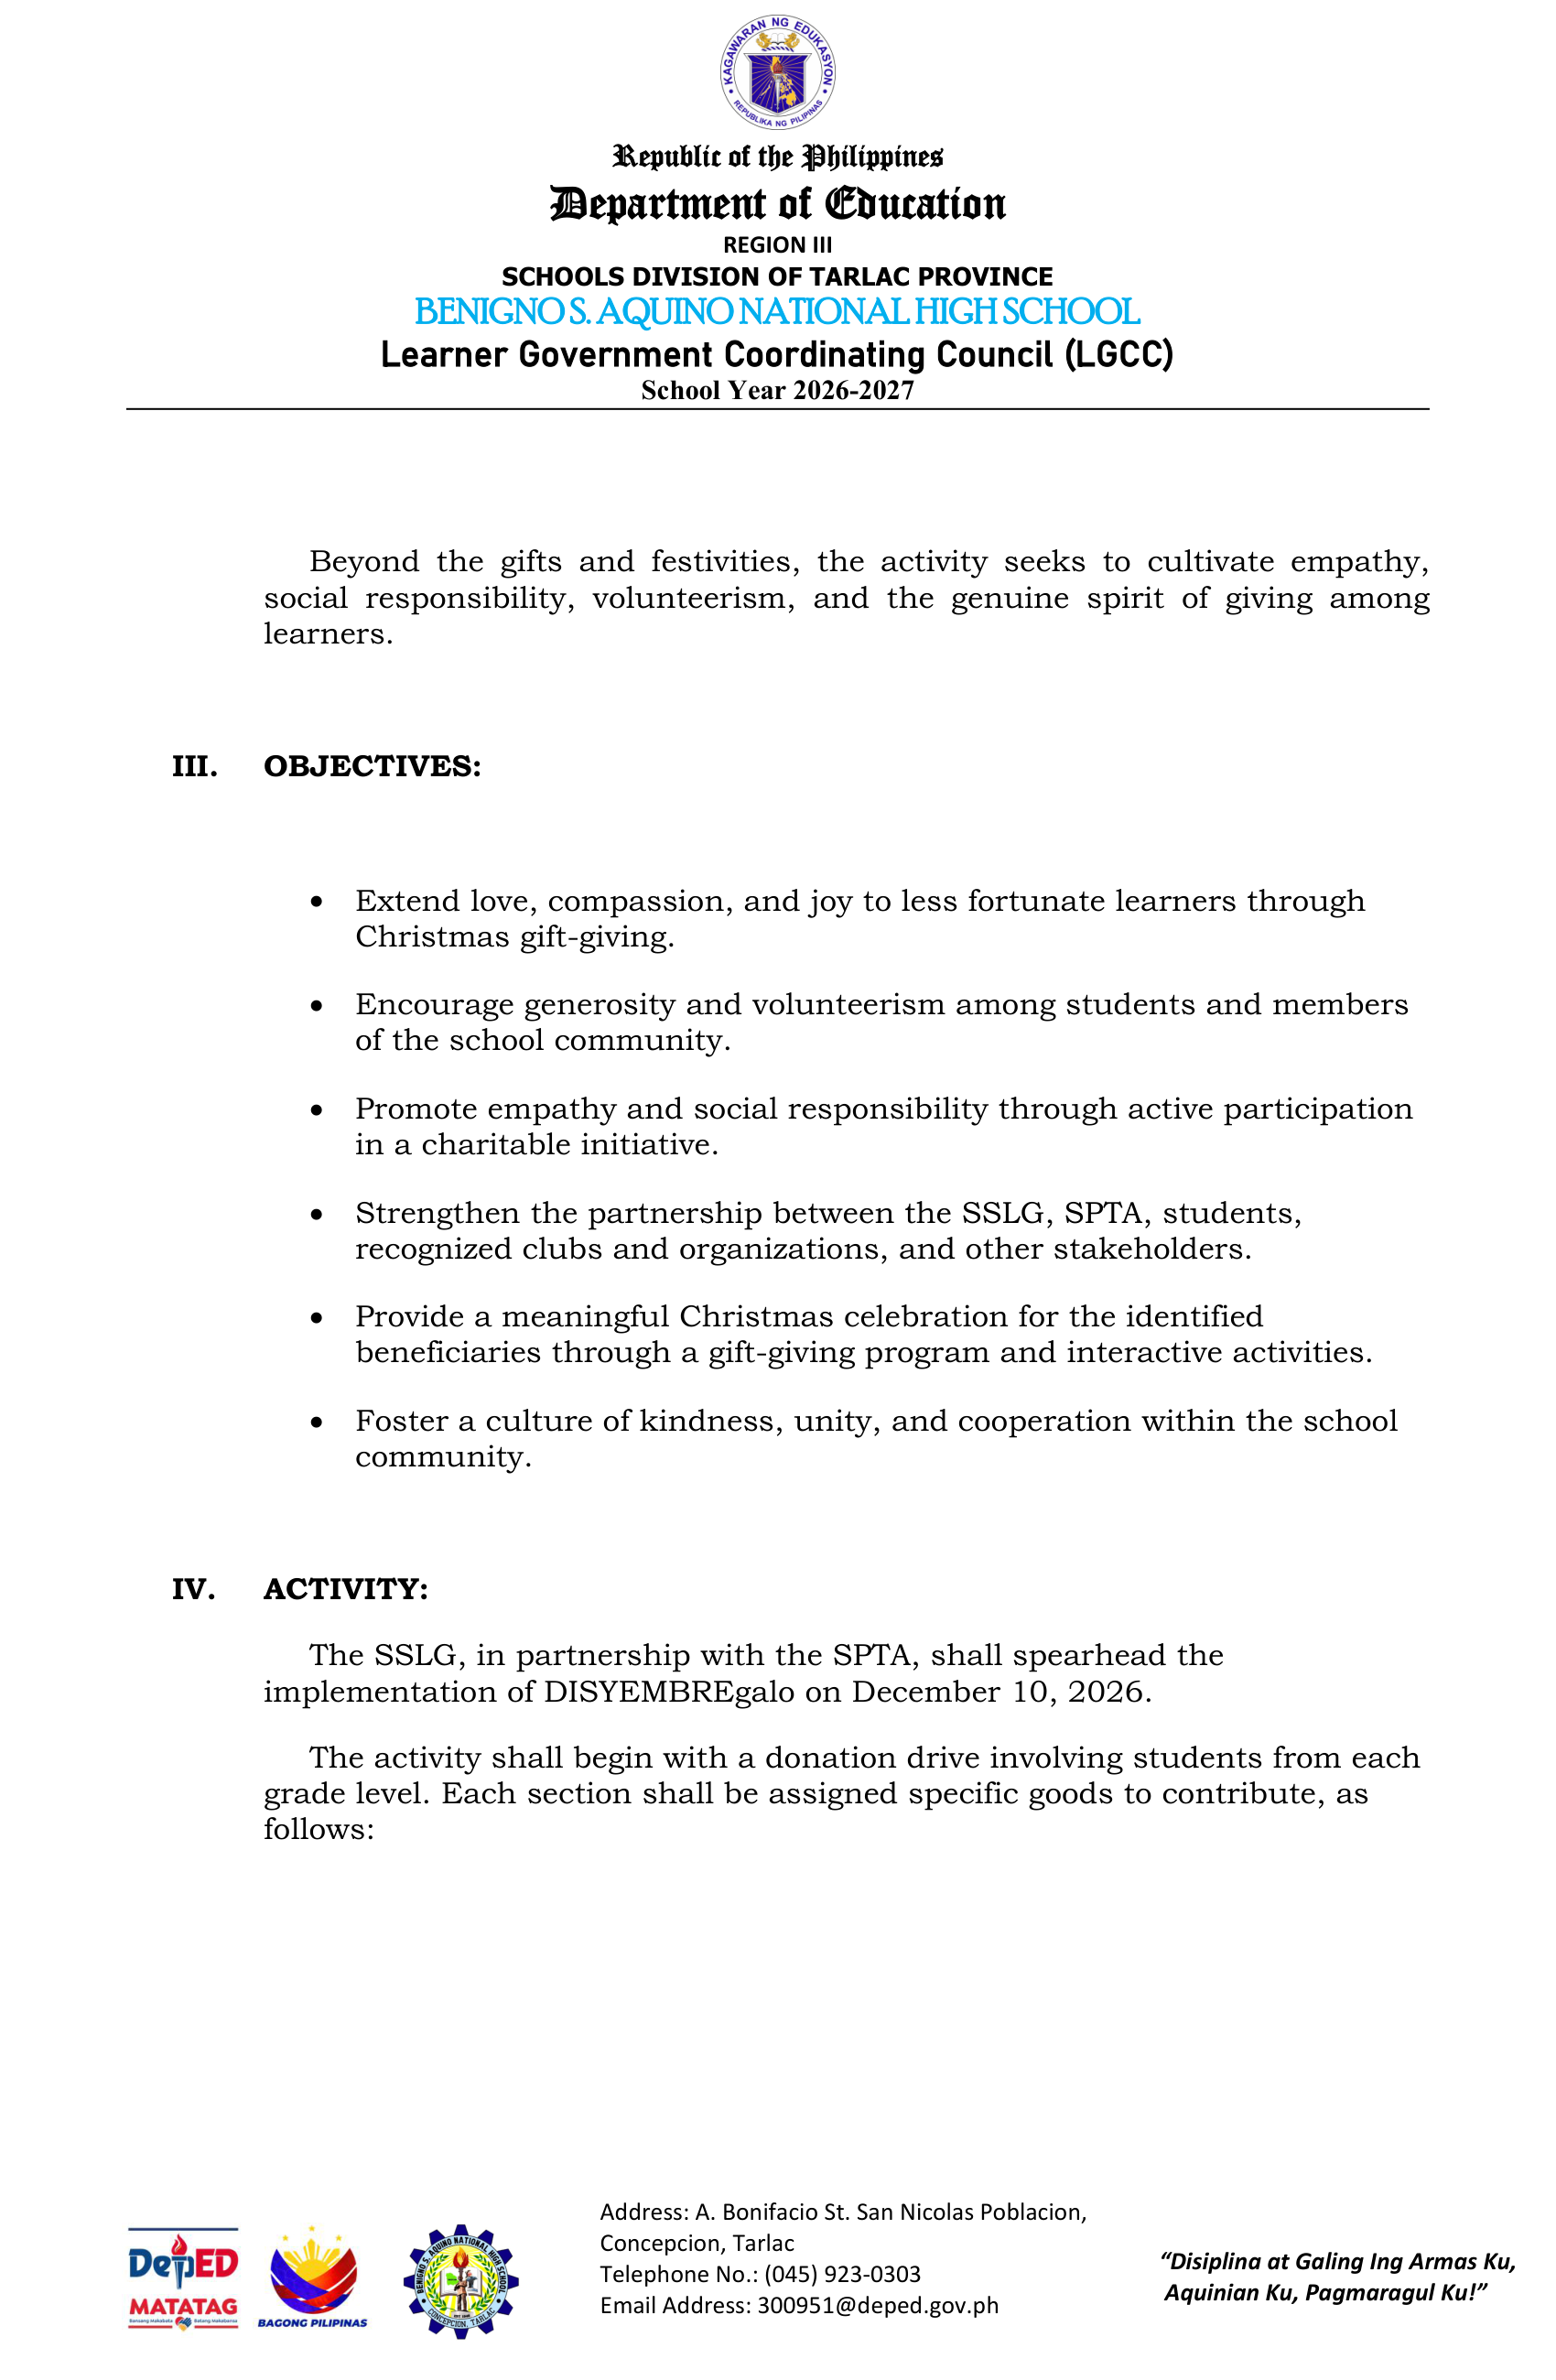 KAGAWARAN NG EDUKASYON
REPUBLIKA NG PILIPINAS
Republic of the Philippines
Department of Education
REGION III
SCHOOLS DIVISION OF TARLAC PROVINCE
BENIGNO S. AQUINO NATIONAL HIGH SCHOOL
Learner Government Coordinating Council (LGCC)
School Year 2026-2027
Beyond the gifts and festivities, the activity seeks to cultivate empathy,
social responsibility, volunteerism, and the genuine spirit of giving among
learners.
III. OBJECTIVES:
• Extend love, compassion, and joy to less fortunate learners through
Christmas gift-giving.
• Encourage generosity and volunteerism among students and members
of the school community.
• Promote empathy and social responsibility through active participation
in a charitable initiative.
• Strengthen the partnership between the SSLG, SPTA, students,
recognized clubs and organizations, and other stakeholders.
• Provide a meaningful Christmas celebration for the identified
beneficiaries through a gift-giving program and interactive activities.
• Foster a culture of kindness, unity, and cooperation within the school
community.
IV. ACTIVITY:
The SSLG, in partnership with the SPTA, shall spearhead the
implementation of DISYEMBREgalo on December 10, 2026.
The activity shall begin with a donation drive involving students from each
grade level. Each section shall be assigned specific goods to contribute, as
follows:
DepED
MATATAG
Bansang Makabata Batang Makabansa
BAGONG PILIPINAS
BENIGNO S. AQUINO NATIONAL HIGH SCHOOL
CONCEPCION, TARLAC
Address: A. Bonifacio St. San Nicolas Poblacion,
Concepcion, Tarlac
Telephone No.: (045) 923-0303
Email Address: 300951@deped.gov.ph
“Disiplina at Galing Ing Armas Ku,
Aquinian Ku, Pagmaragul Ku!”